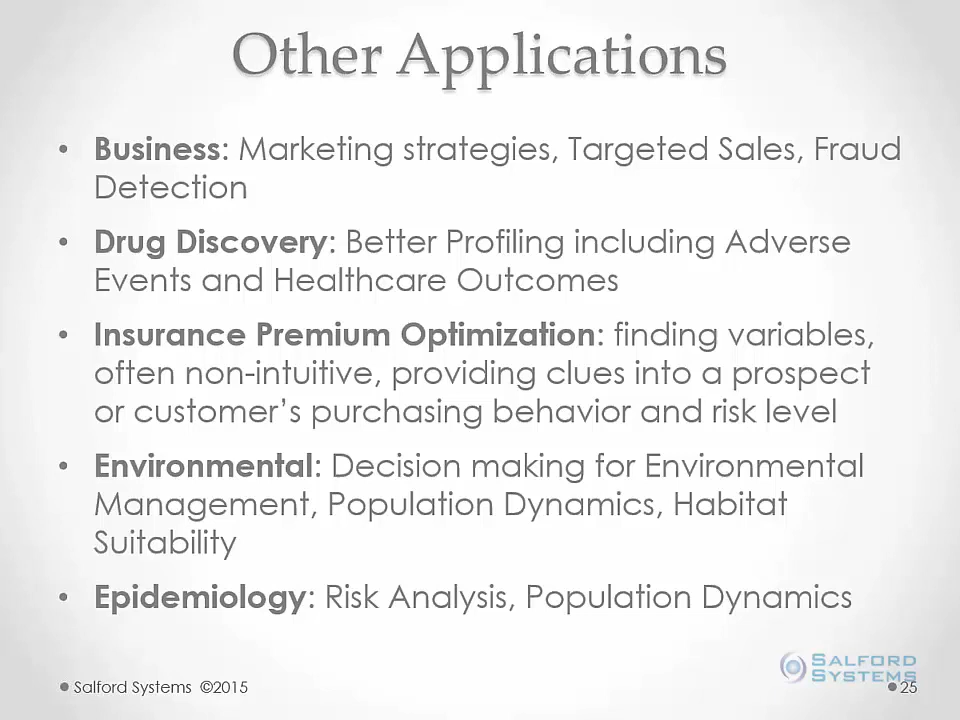 Other Applications
• Business: Marketing strategies, Targeted Sales, Fraud
Detection
• Drug Discovery: Better Profiling including Adverse
Events and Healthcare Outcomes
• Insurance Premium Optimization: finding variables,
often non-intuitive, providing clues into a prospect
or customer’s purchasing behavior and risk level
• Environmental: Decision making for Environmental
Management, Population Dynamics, Habitat
Suitability
• Epidemiology: Risk Analysis, Population Dynamics
SALFORD
SYSTEMS
• Salford Systems ©2015
• 25